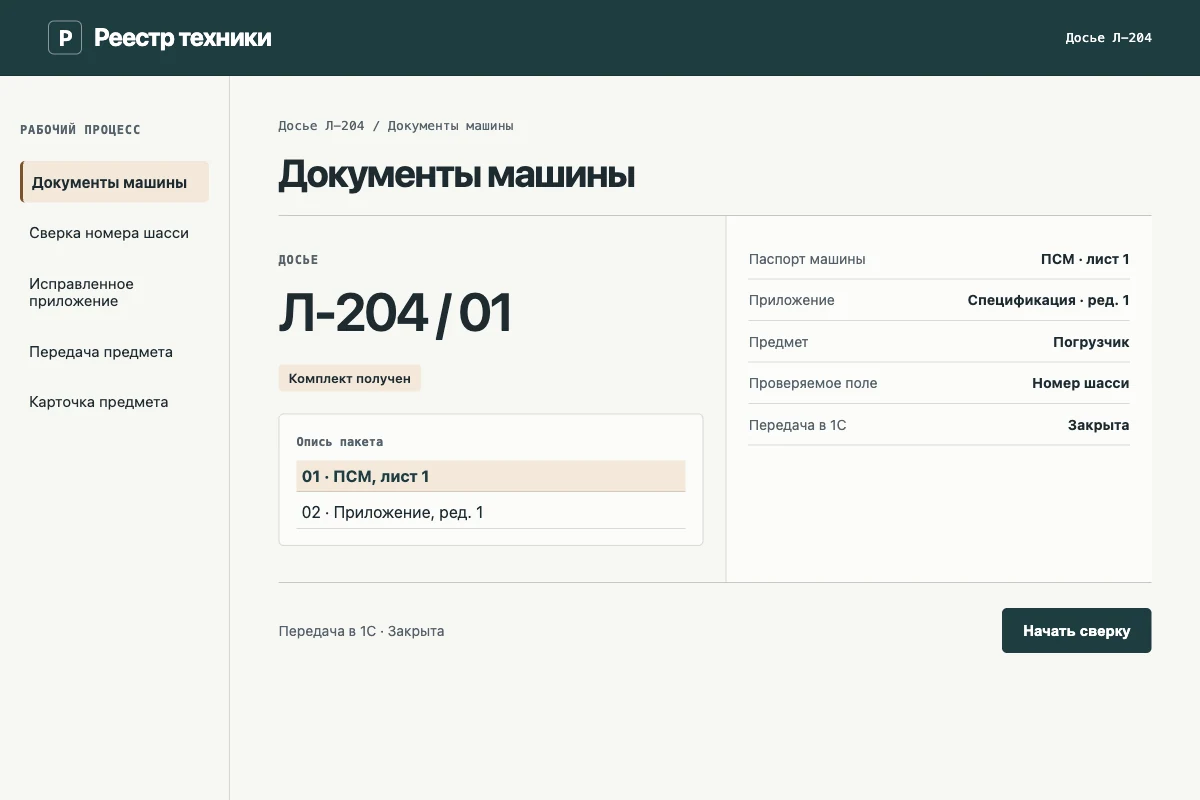 Р
Реестр техники
Досье Л–204
РАБОЧИЙ ПРОЦЕСС
Документы машины
Сверка номера шасси
Исправленное
приложение
Передача предмета
Карточка предмета
Досье Л–204 / Документы машины
Документы машины
ДОСЬЕ
Л-204 / 01
Комплект получен
Опись пакета
01 · ПСМ, лист 1
02 · Приложение, ред. 1
Паспорт машины
ПСМ · лист 1
Приложение
Спецификация · ред. 1
Предмет
Погрузчик
Проверяемое поле
Номер шасси
Передача в 1С
Закрыта
Передача в 1С · Закрыта
Начать сверку